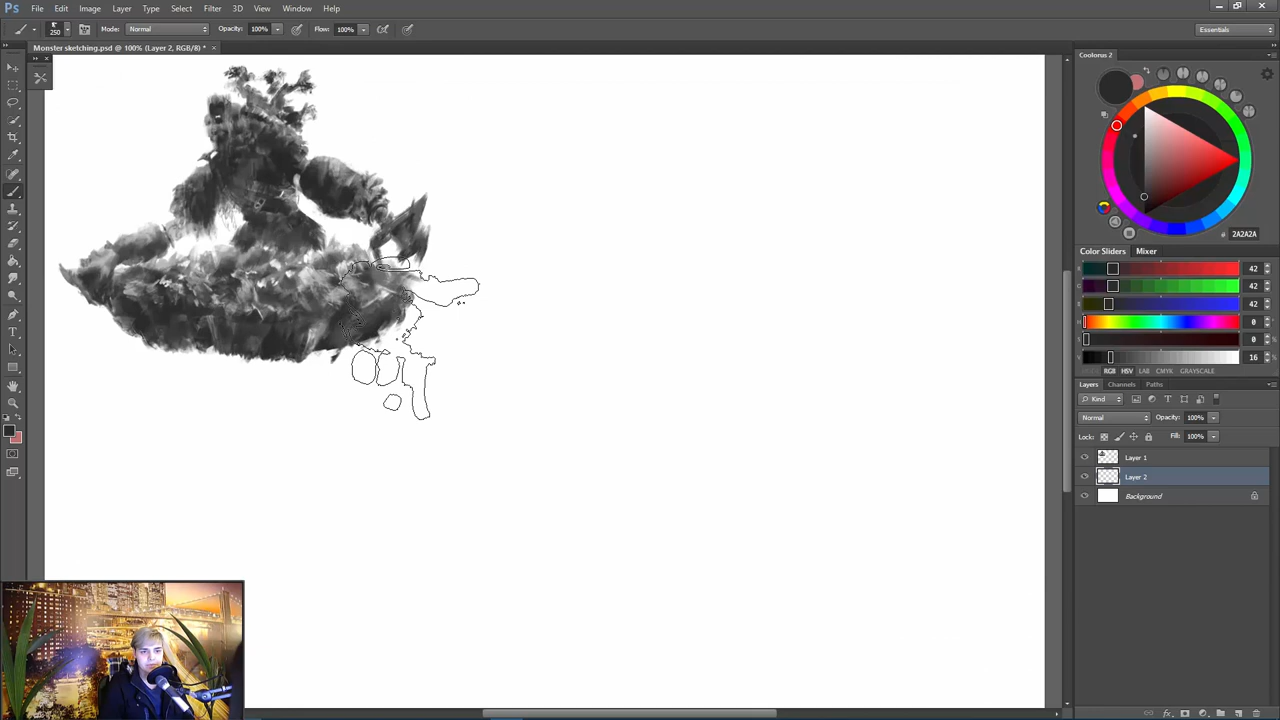 Ps File Edit Image Layer Type Select Filter 3D View Window Help
250 Mode: Normal Opacity: 100% Flow: 100% Essentials
Monster sketching.psd @ 100% (Layer 2, RGB/8) * ×
Coolorus 2
# 2A2A2A
Color Sliders Mixer
42
42
42
H 0
0
V 16
RGB HSV LAB CMYK GRAYSCALE
Layers Channels Paths
Kind
Normal Opacity: 100%
Lock: Fill: 100%
Layer 1
Layer 2
Background
fx